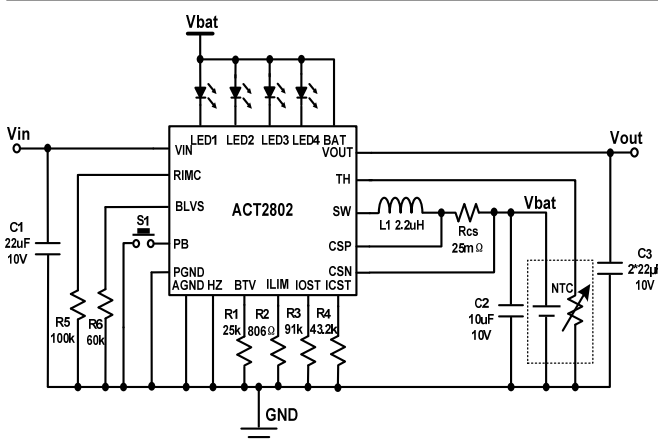 Vbat
LED1 LED2 LED3 LED4 BAT
Vin
VIN
VOUT
Vout
RIMC
TH
BLVS
ACT2802
SW
L1 2.2uH
Rcs
25mΩ
Vbat
C1
22uF
10V
S1
PB
CSP
PGND
CSN
AGND HZ BTV ILIM IOST ICST
C3
2*22µ
10V
NTC
C2
10uF
10V
R5
100k
R6
60k
R1
25k
R2
806Ω
R3
91k
R4
43.2k
GND